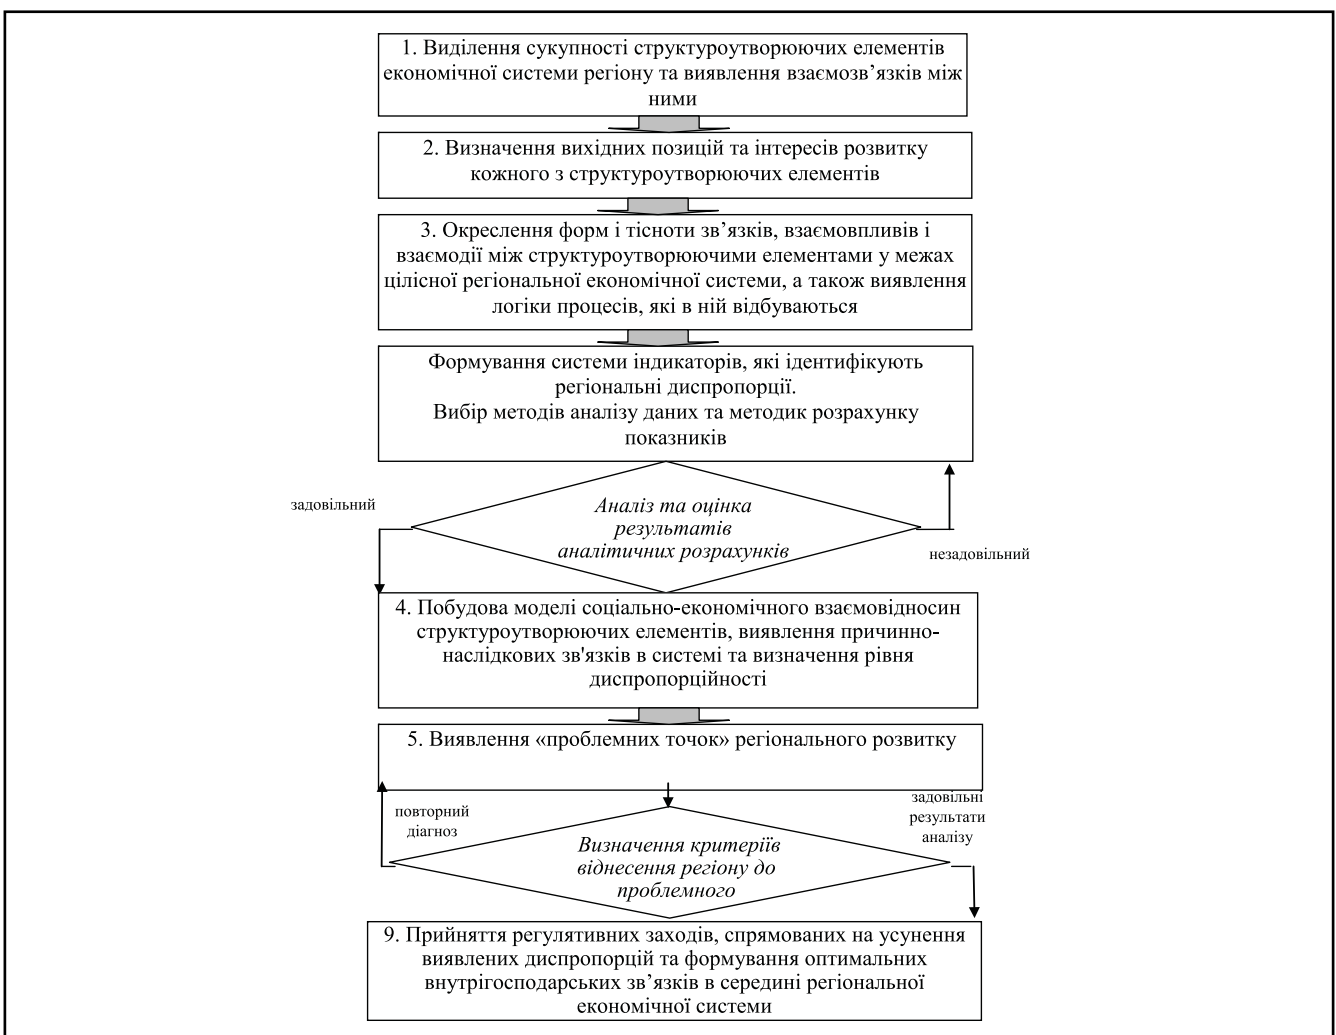 1. Виділення сукупності структуроутворюючих елементів
економічної системи регіону та виявлення взаємозв’язків між
ними
2. Визначення вихідних позицій та інтересів розвитку
кожного з структуроутворюючих елементів
3. Окреслення форм і тісноти зв’язків, взаємовпливів і
взаємодії між структуроутворюючими елементами у межах
цілісної регіональної економічної системи, а також виявлення
логіки процесів, які в ній відбуваються
Формування системи індикаторів, які ідентифікують
регіональні диспропорції.
Вибір методів аналізу даних та методик розрахунку
показників
задовільний
Аналіз та оцінка
результатів
аналітичних розрахунків
незадовільний
4. Побудова моделі соціально-економічного взаємовідносин
структуроутворюючих елементів, виявлення причинно-
наслідкових зв'язків в системі та визначення рівня
диспропорційності
5. Виявлення «проблемних точок» регіонального розвитку
повторний
діагноз
задовільні
результати
аналізу
Визначення критеріїв
віднесення регіону до
проблемного
9. Прийняття регулятивних заходів, спрямованих на усунення
виявлених диспропорцій та формування оптимальних
внутрігосподарських зв’язків в середині регіональної
економічної системи